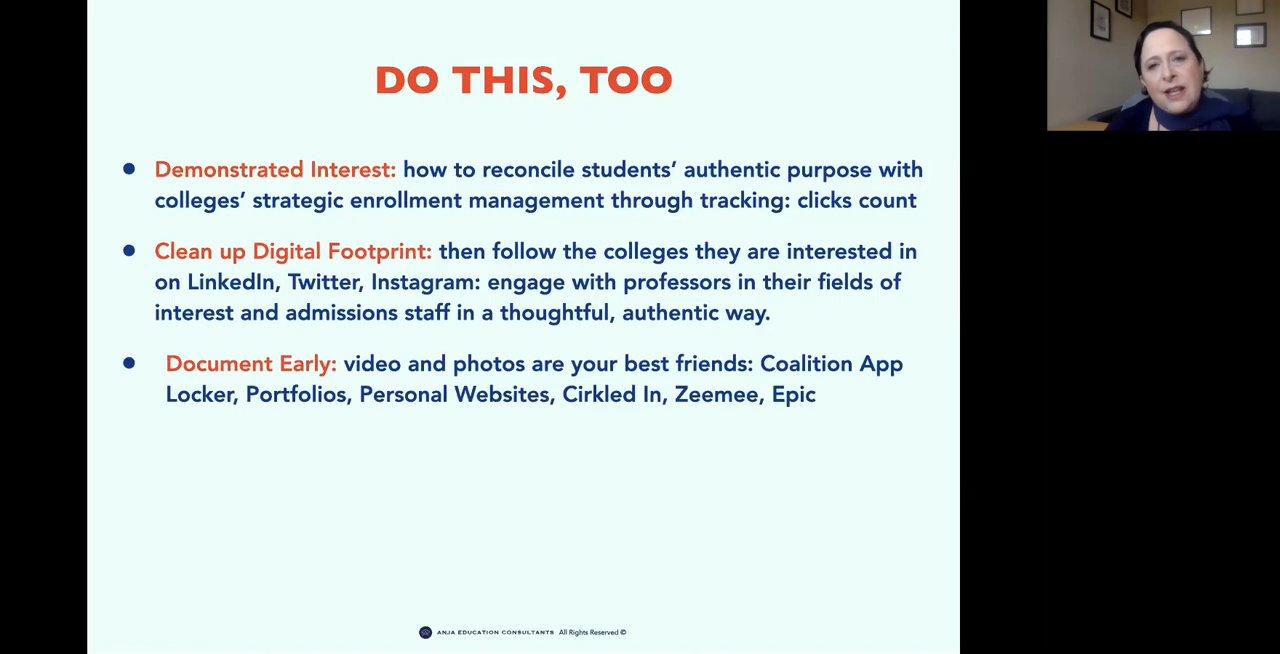 DO THIS, TOO
• Demonstrated Interest: how to reconcile students’ authentic purpose with
colleges’ strategic enrollment management through tracking: clicks count
• Clean up Digital Footprint: then follow the colleges they are interested in
on LinkedIn, Twitter, Instagram: engage with professors in their fields of
interest and admissions staff in a thoughtful, authentic way.
• Document Early: video and photos are your best friends: Coalition App
Locker, Portfolios, Personal Websites, Cirkled In, Zeemee, Epic
ANJA EDUCATION CONSULTANTS All Rights Reserved ©